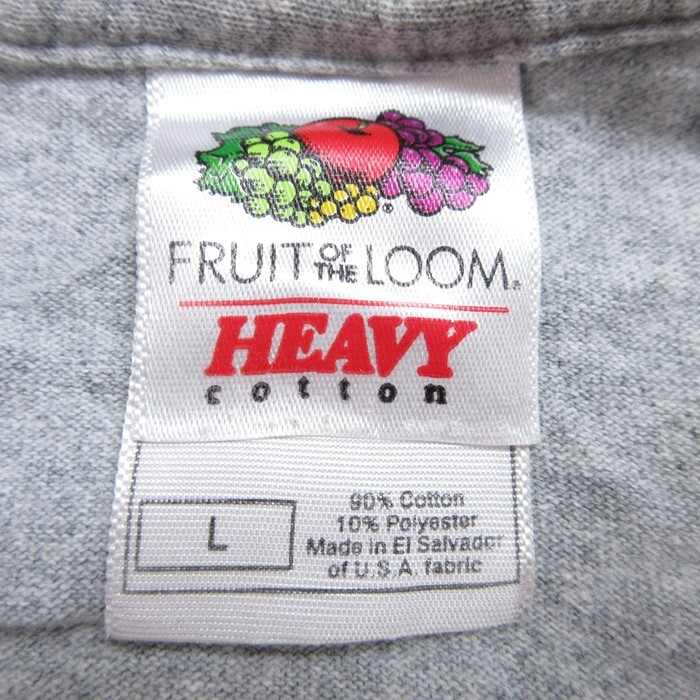 FRUIT OF THE LOOM®
HEAVY
cotton
L
90% Cotton
10% Polyester
Made in El Salvador
of U.S.A. fabric